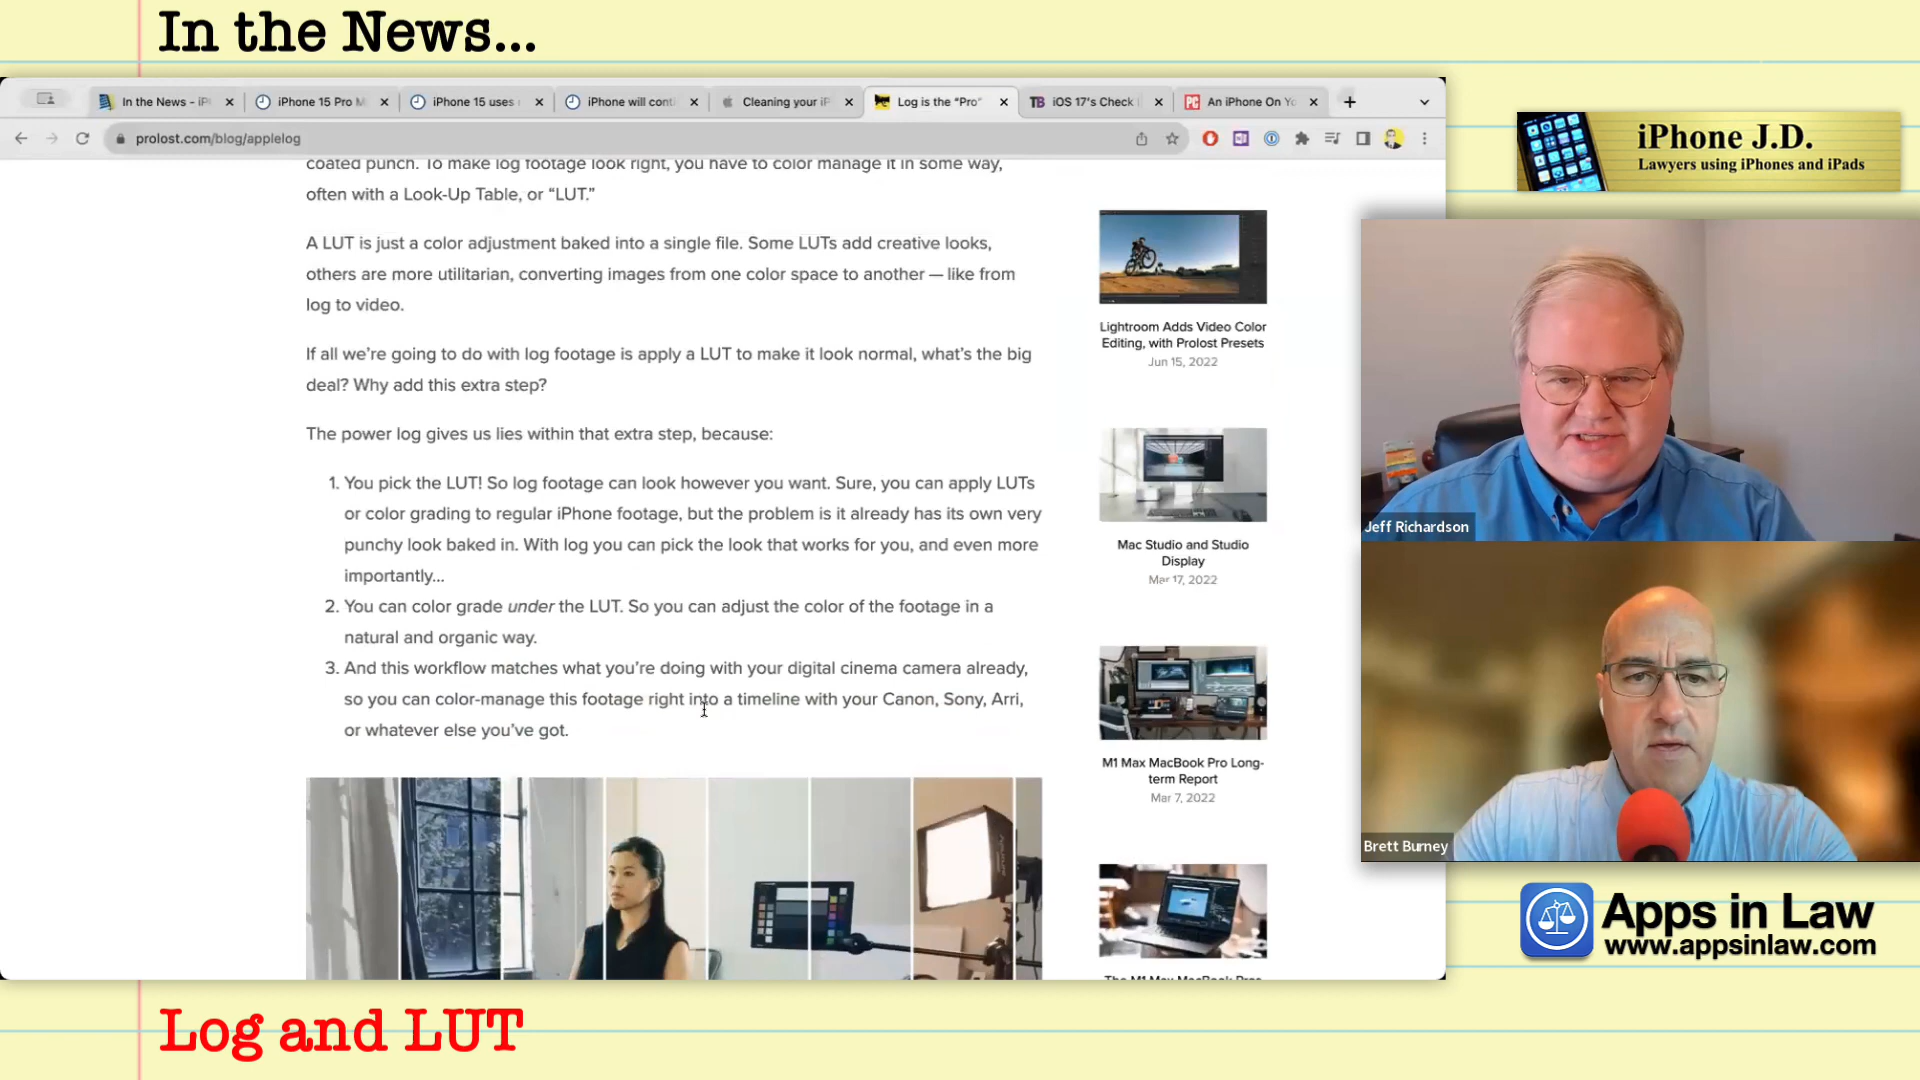 In the News...
In the News - iPh
iPhone 15 Pro M
iPhone 15 uses
iPhone will cont
Cleaning your iP
Log is the “Pro”
iOS 17's Check
An iPhone On Yo
prolost.com/blog/applelog
coated punch. To make log footage look right, you have to color manage it in some way,
often with a Look-Up Table, or “LUT.”
A LUT is just a color adjustment baked into a single file. Some LUTs add creative looks,
others are more utilitarian, converting images from one color space to another — like from
log to video.
If all we’re going to do with log footage is apply a LUT to make it look normal, what’s the big
deal? Why add this extra step?
The power log gives us lies within that extra step, because:
1. You pick the LUT! So log footage can look however you want. Sure, you can apply LUTs
or color grading to regular iPhone footage, but the problem is it already has its own very
punchy look baked in. With log you can pick the look that works for you, and even more
importantly…
2. You can color grade under the LUT. So you can adjust the color of the footage in a
natural and organic way.
3. And this workflow matches what you’re doing with your digital cinema camera already,
so you can color-manage this footage right into a timeline with your Canon, Sony, Arri,
or whatever else you’ve got.
Lightroom Adds Video Color
Editing, with Prolost Presets
Jun 15, 2022
Mac Studio and Studio
Display
Mar 17, 2022
M1 Max MacBook Pro Long-
term Report
Mar 7, 2022
The M1 Max MacBook Pros
iPhone J.D.
Lawyers using iPhones and iPads
Jeff Richardson
Brett Burney
Apps in Law
www.appsinlaw.com
Log and LUT